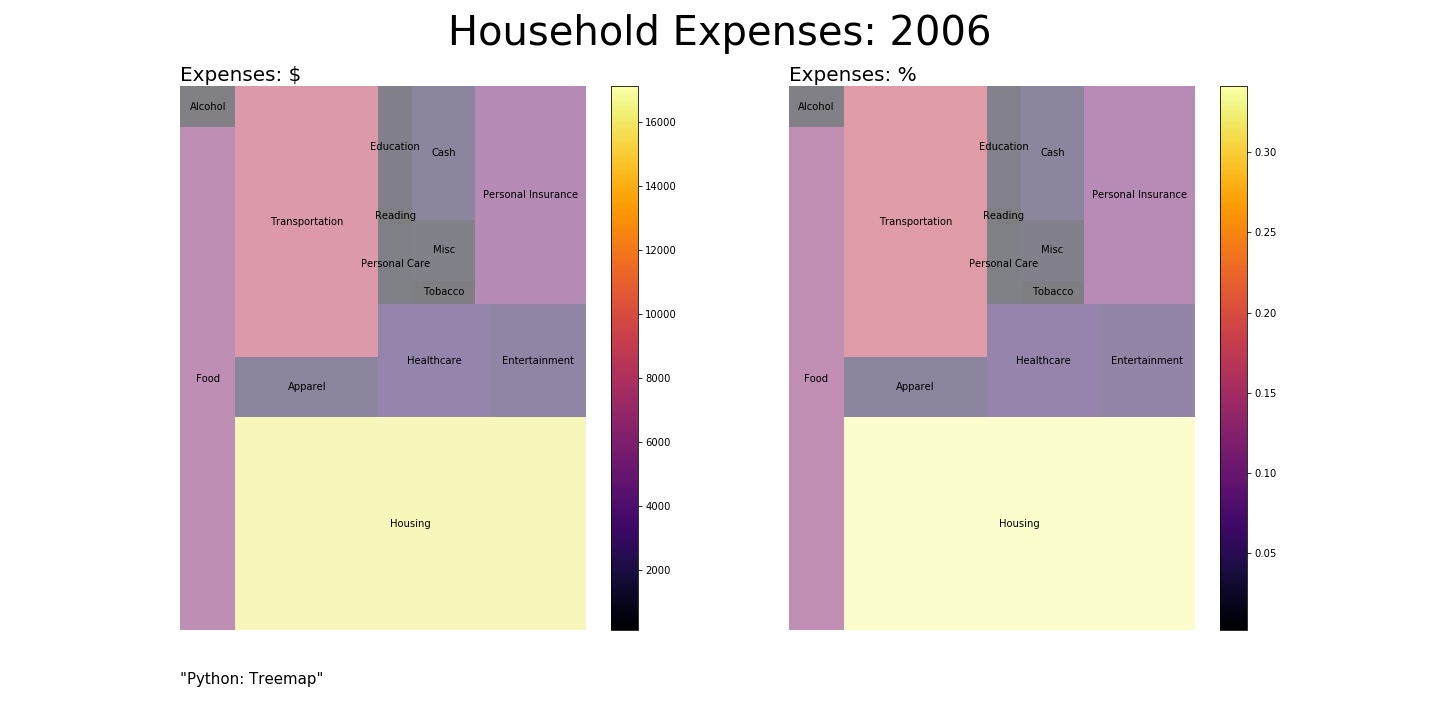 Household Expenses: 2006
Expenses: $
Alcohol
Transportation
Education
Cash
Personal Insurance
Reading
Misc
Personal Care
Tobacco
Food
Apparel
Healthcare
Entertainment
Housing
16000
14000
12000
10000
8000
6000
4000
2000
Expenses: %
Alcohol
Transportation
Education
Cash
Personal Insurance
Reading
Misc
Personal Care
Tobacco
Food
Apparel
Healthcare
Entertainment
Housing
0.30
0.25
0.20
0.15
0.10
0.05
"Python: Treemap"